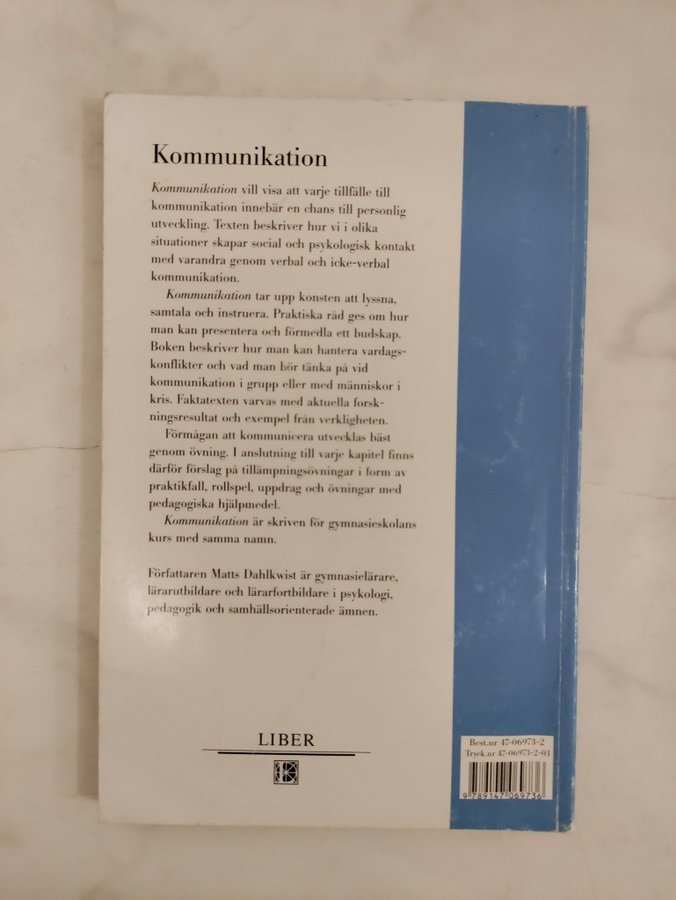 Kommunikation
Kommunikation vill visa att varje tillfälle till
kommunikation innebär en chans till personlig
utveckling. Texten beskriver hur vi i olika
situationer skapar social och psykologisk kontakt
med varandra genom verbal och icke-verbal
kommunikation.
Kommunikation tar upp konsten att lyssna,
samtala och instruera. Praktiska råd ges om hur
man kan presentera och förmedla ett budskap.
Boken beskriver hur man kan hantera vardags-
konflikter och vad man bör tänka på vid
kommunikation i grupp eller med människor i
kris. Faktatexten varvas med aktuella forsk-
ningsresultat och exempel från verkligheten.
Förmågan att kommunicera utvecklas bäst
genom övning. I anslutning till varje kapitel finns
därför förslag på tillämpningsövningar i form av
praktikfall, rollspel, uppdrag och övningar med
pedagogiska hjälpmedel.
Kommunikation är skriven för gymnasieskolans
kurs med samma namn.
Författaren Matts Dahlkwist är gymnasielärare,
lärarutbildare och lärarfortbildare i psykologi,
pedagogik och samhällsorienterade ämnen.
LIBER
Best.nr 47-06973-2
Tryck.nr 47-06973-2-01
9 789147 069736